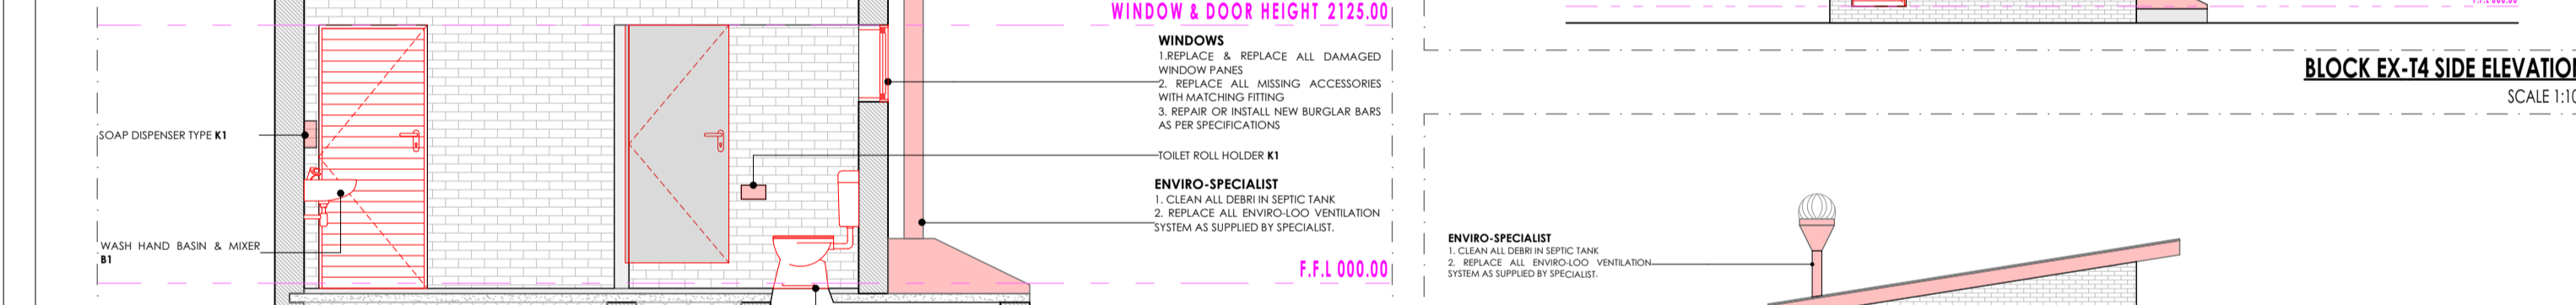 WINDOW & DOOR HEIGHT 2125.00
WINDOWS
1.REPLACE & REPLACE ALL DAMAGED
WINDOW PANES
2. REPLACE ALL MISSING ACCESSORIES
WITH MATCHING FITTING
3. REPAIR OR INSTALL NEW BURGLAR BARS
AS PER SPECIFICATIONS
SOAP DISPENSER TYPE K1
TOILET ROLL HOLDER K1
ENVIRO-SPECIALIST
1. CLEAN ALL DEBRI IN SEPTIC TANK
2. REPLACE ALL ENVIRO-LOO VENTILATION
SYSTEM AS SUPPLIED BY SPECIALIST.
WASH HAND BASIN & MIXER
B1
F.F.L 000.00
F.F.L 000.00
BLOCK EX-T4 SIDE ELEVATIO
SCALE 1:10
ENVIRO-SPECIALIST
1. CLEAN ALL DEBRI IN SEPTIC TANK
2. REPLACE ALL ENVIRO-LOO VENTILATION
SYSTEM AS SUPPLIED BY SPECIALIST.